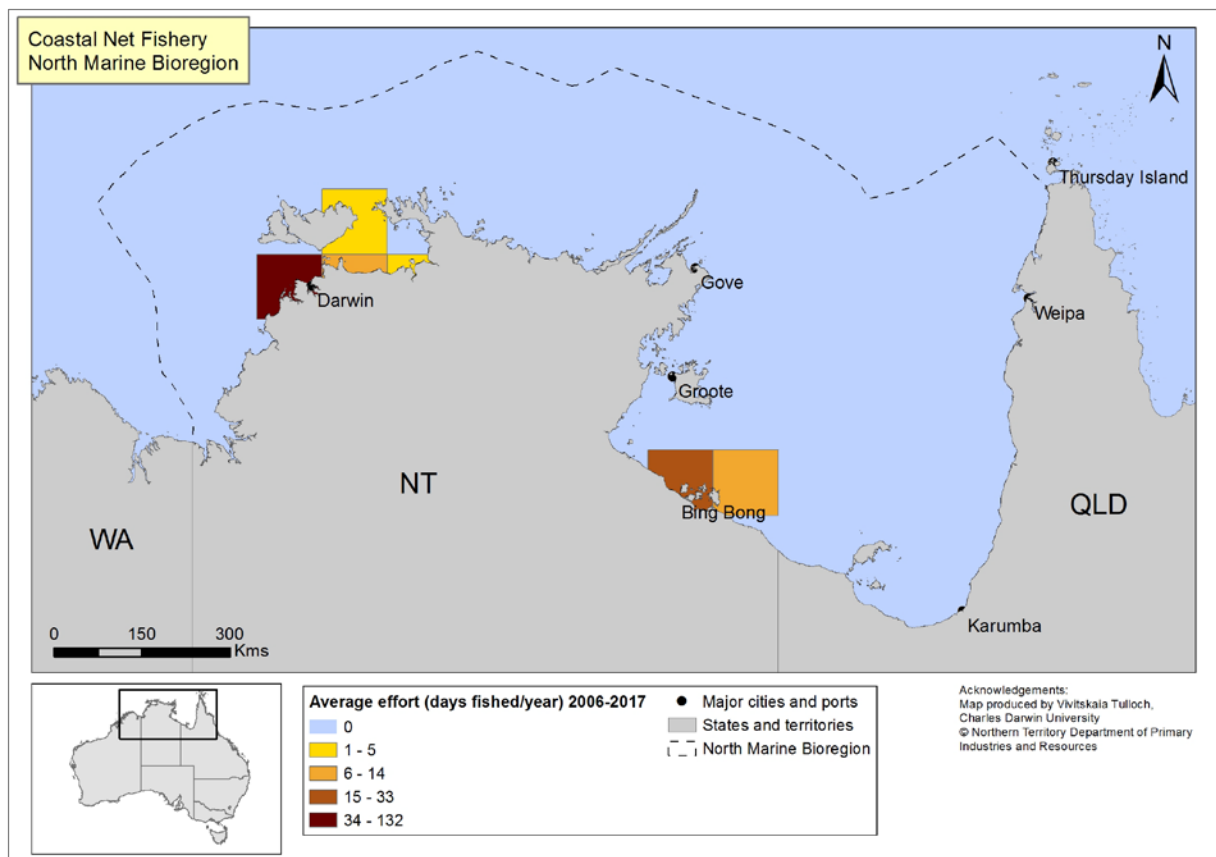 Coastal Net Fishery
North Marine Bioregion
N
Thursday Island
Darwin
Gove
Weipa
Groote
NT
Bing Bong
QLD
WA
Karumba
0 150 300
Kms
Average effort (days fished/year) 2006-2017
0
1 - 5
6 - 14
15 - 33
34 - 132
Major cities and ports
States and territories
North Marine Bioregion
Acknowledgements:
Map produced by Vivitskaia Tulloch,
Charles Darwin University
© Northern Territory Department of Primary
Industries and Resources